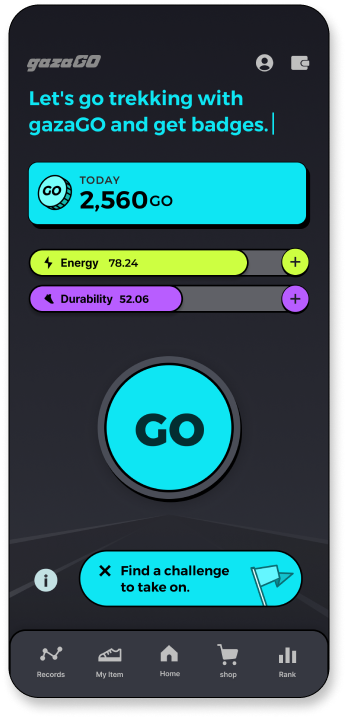 gazaGO
Let's go trekking with
gazaGO and get badges.
GO
TODAY
2,560GO
Energy 78.24
Durability 52.06
GO
Find a challenge
to take on.
Records
My item
Home
shop
Rank